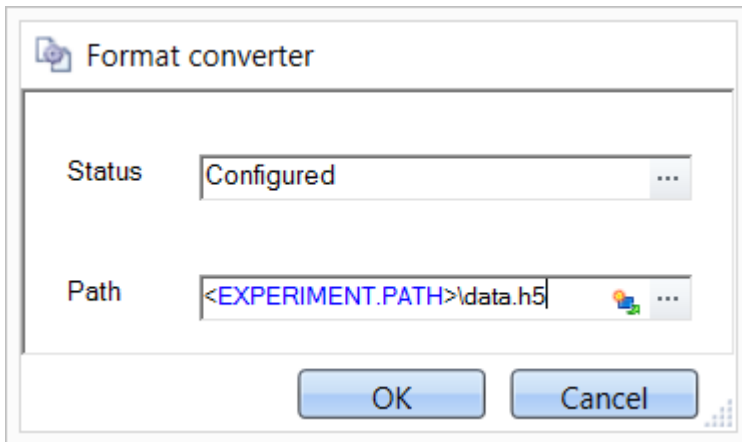 Format converter
Status Configured ...
Path <EXPERIMENT.PATH>\data.h5 ...
OK Cancel